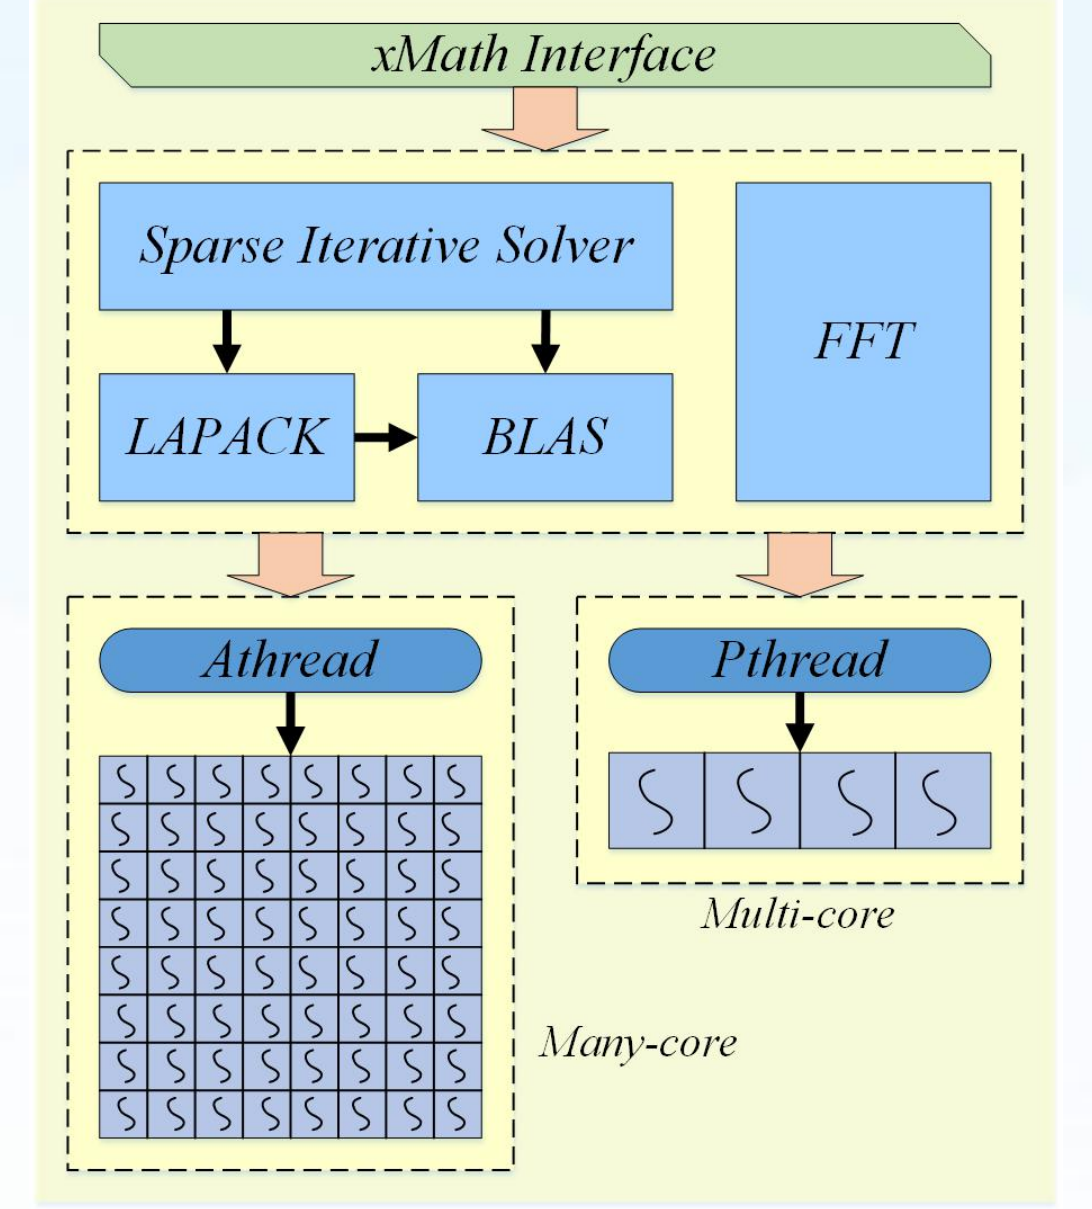 xMath Interface
Sparse Iterative Solver
FFT
LAPACK
BLAS
Athread
Pthread
Multi-core
Many-core